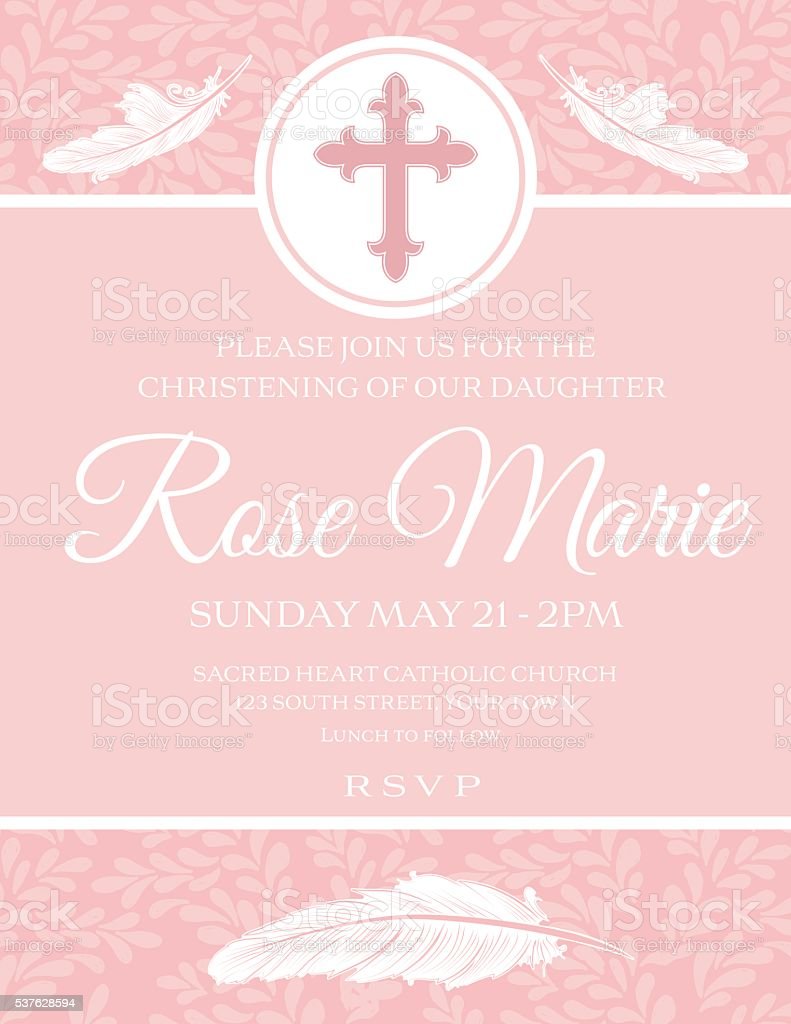 PLEASE JOIN US FOR THE
CHRISTENING OF OUR DAUGHTER
Rose Marie
SUNDAY MAY 21 - 2PM
SACRED HEART CATHOLIC CHURCH
123 SOUTH STREET, YOUR TOWN
LUNCH TO FOLLOW
RSVP
iStock
by Getty Images™
537628594